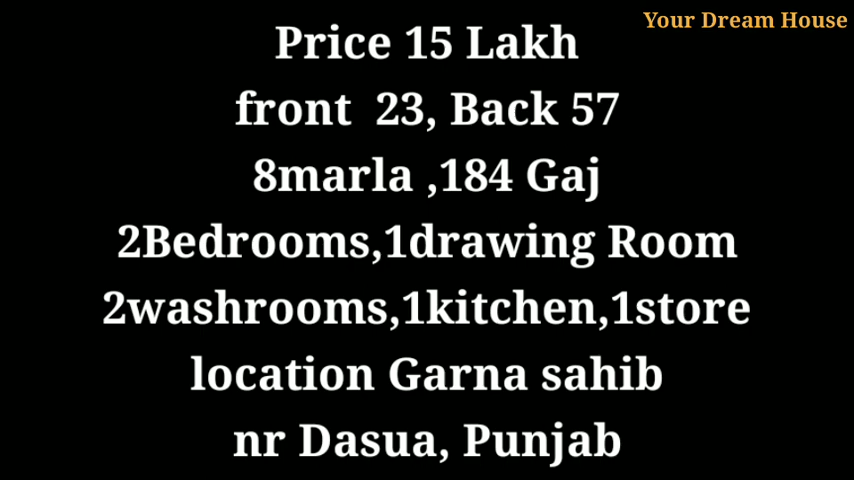 Your Dream House
Price 15 Lakh
front 23, Back 57
8marla ,184 Gaj
2Bedrooms,1drawing Room
2washrooms,1kitchen,1store
location Garna sahib
nr Dasua, Punjab